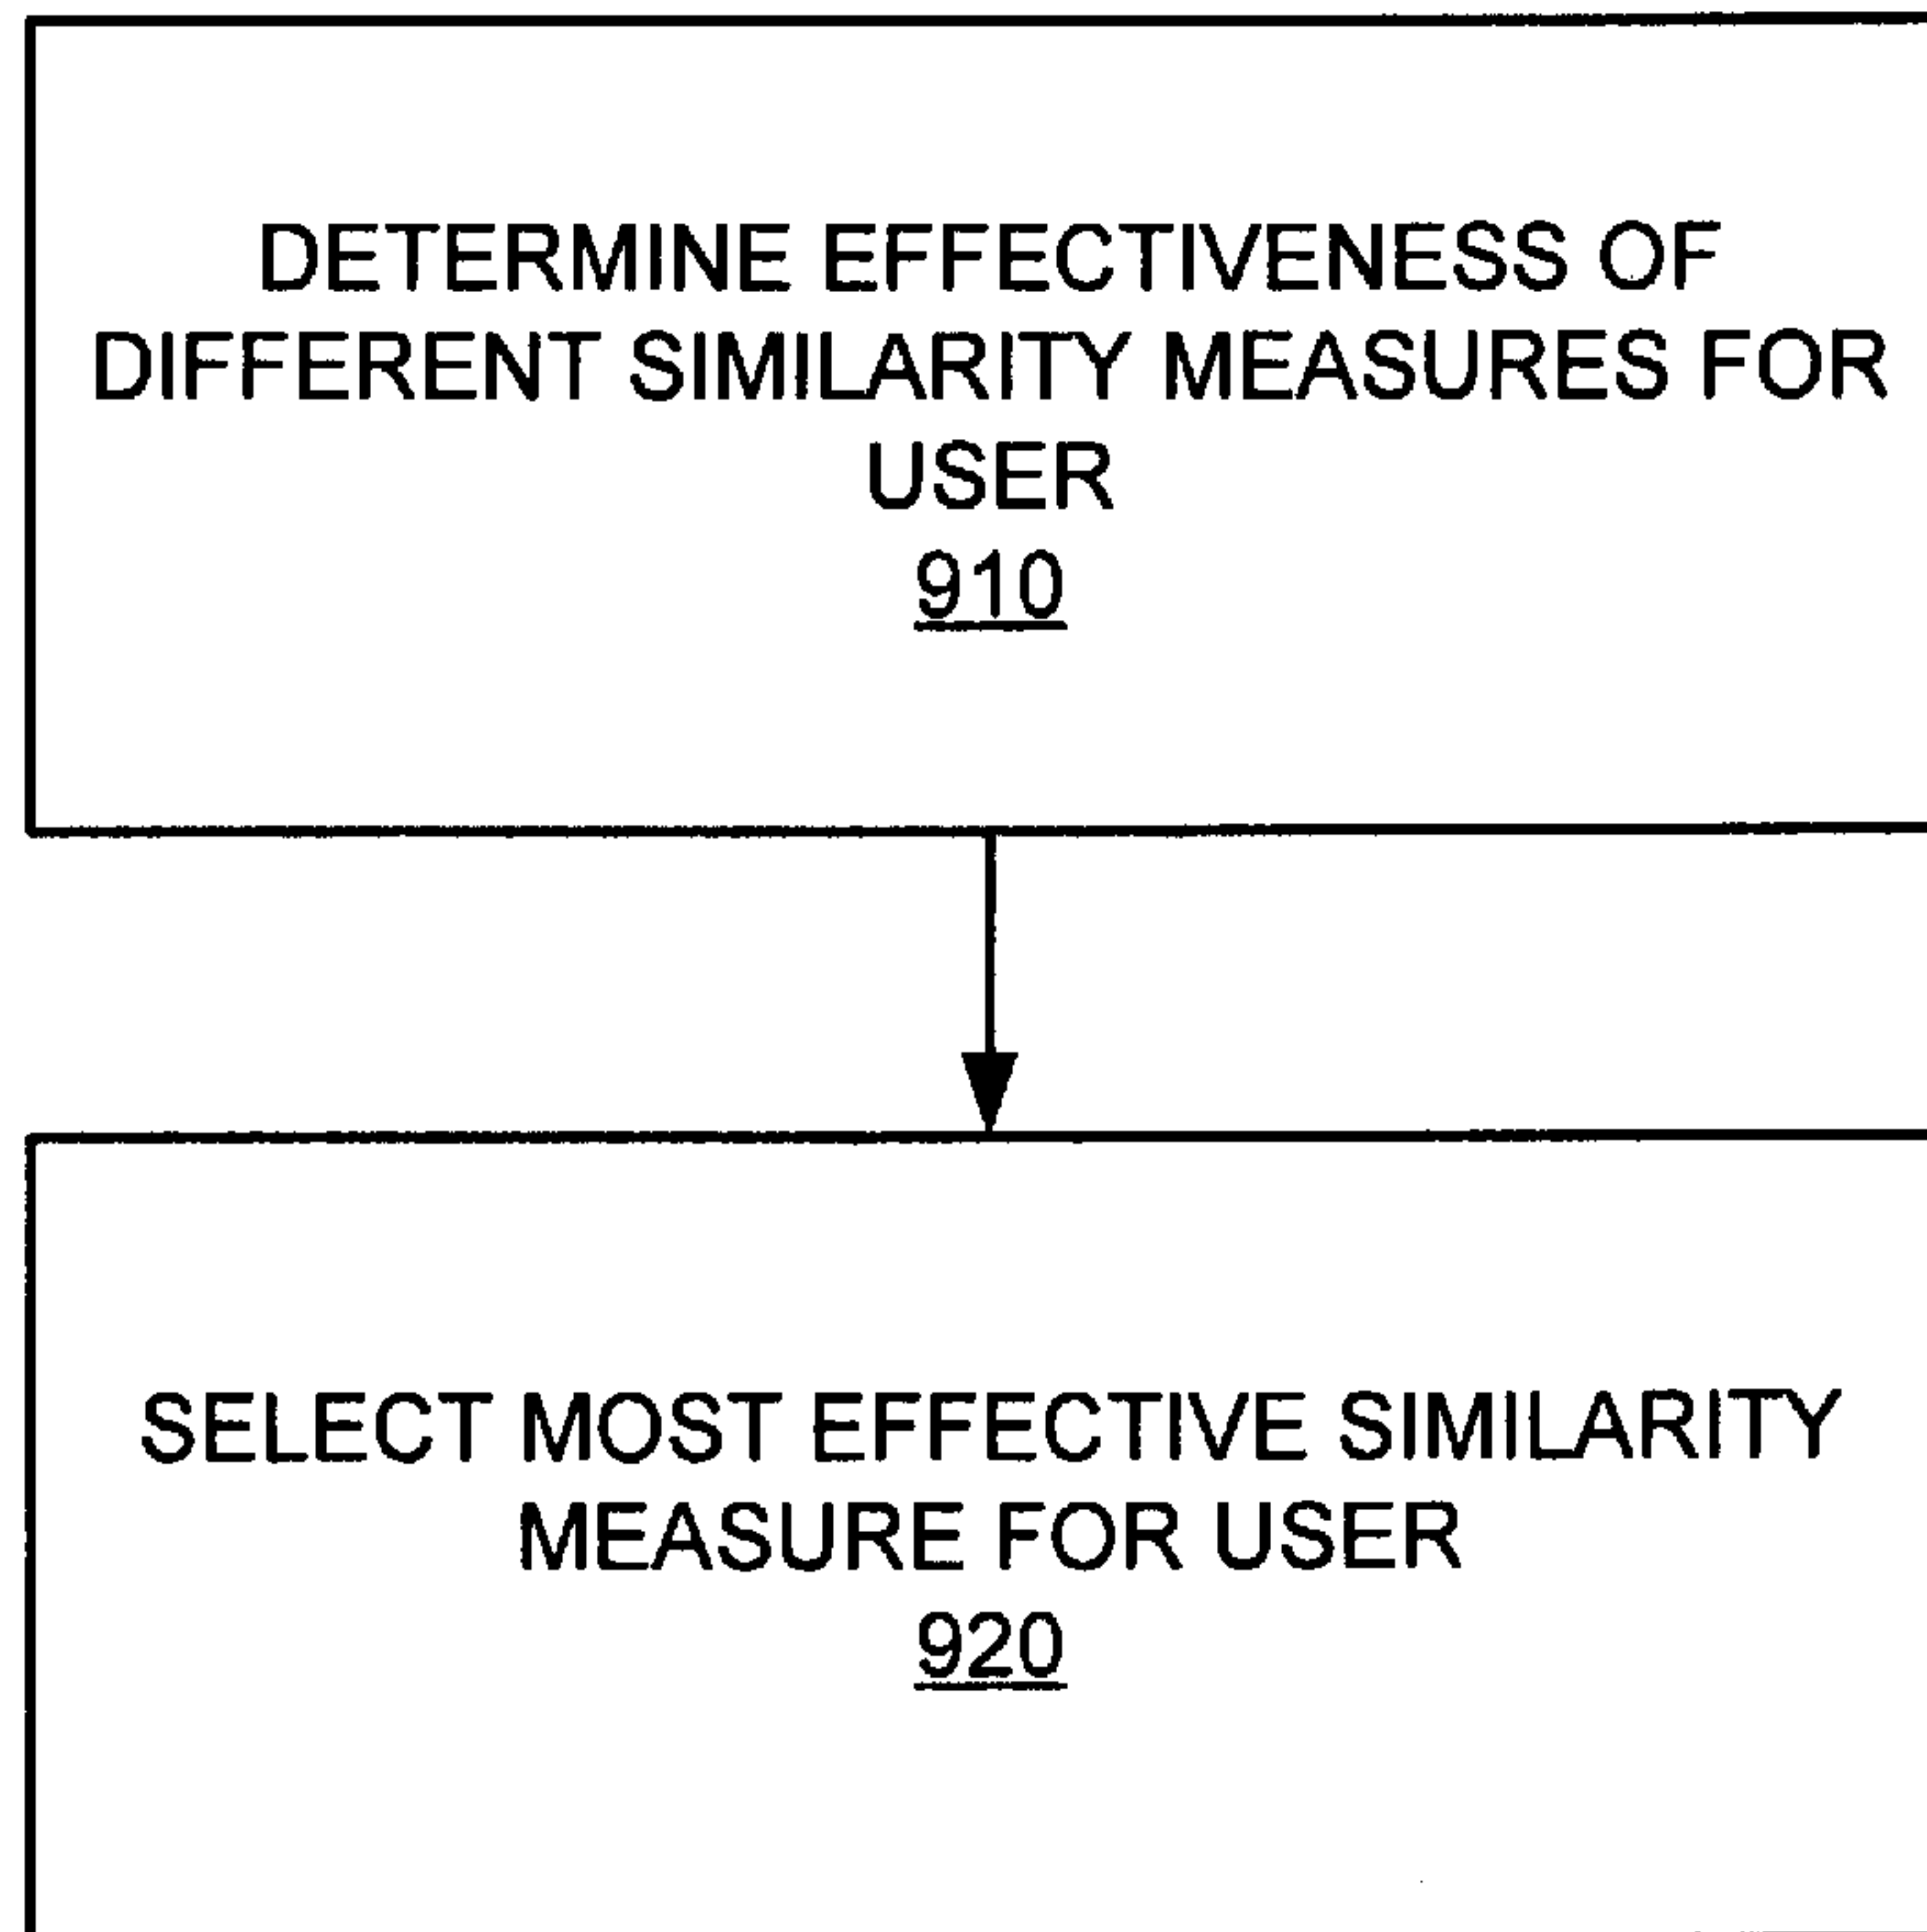 DETERMINE EFFECTIVENESS OF
DIFFERENT SIMILARITY MEASURES FOR
USER
910
SELECT MOST EFFECTIVE SIMILARITY
MEASURE FOR USER
920